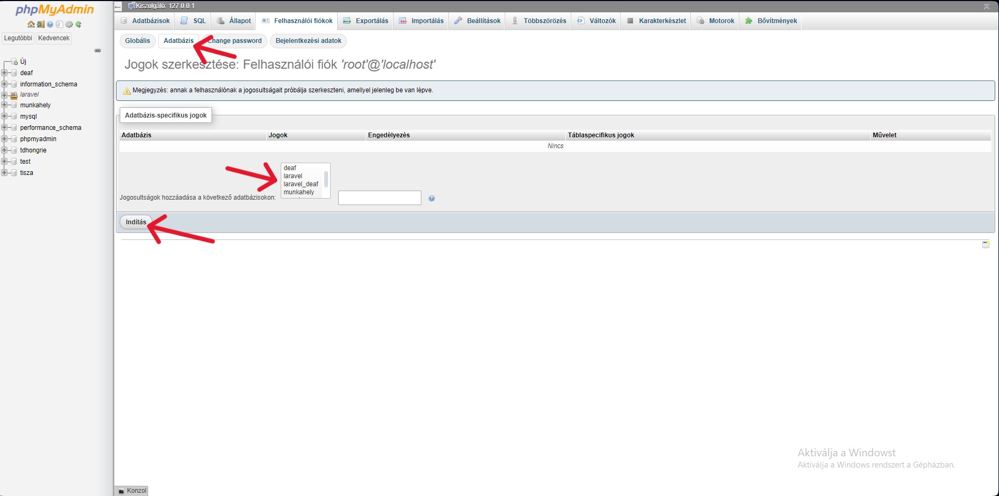 phpMyAdmin
Legutóbbi Kedvencek
Új
deaf
information_schema
laravel
munkahely
mysql
performance_schema
phpmyadmin
tdhongrie
test
tisza
Kiszolgáló: 127.0.0.1
Adatbázisok SQL Állapot Felhasználói fiókok Exportálás Importálás Beállítások Többszörözés Változók Karakterkészlet Motorok Bővítmények
Globális Adatbázis Change password Bejelentkezési adatok
Jogok szerkesztése: Felhasználói fiók 'root'@'localhost'
Megjegyzés: annak a felhasználónak a jogosultságait próbálja szerkeszteni, amellyel jelenleg be van lépve.
Adatbázis-specifikus jogok
Adatbázis Jogok Engedélyezés Táblaspecifikus jogok Művelet
Nincs
deaf
laravel
laravel_deaf
munkahely
Jogosultságok hozzáadása a következő adatbázisokon:
Indítás
Aktiválja a Windowst
Aktiválja a Windows rendszert a Gépházban.
Konzol